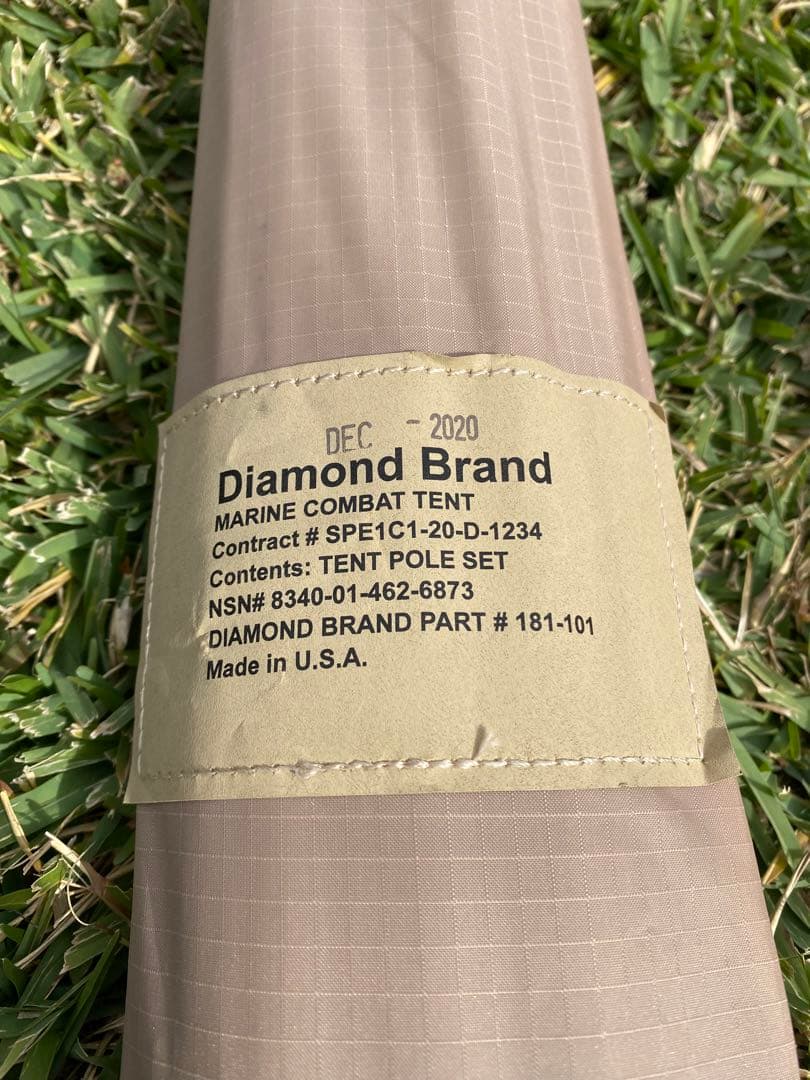 DEC - 2020
Diamond Brand
MARINE COMBAT TENT
Contract # SPE1C1-20-D-1234
Contents: TENT POLE SET
NSN# 8340-01-462-6873
DIAMOND BRAND PART # 181-101
Made in U.S.A.